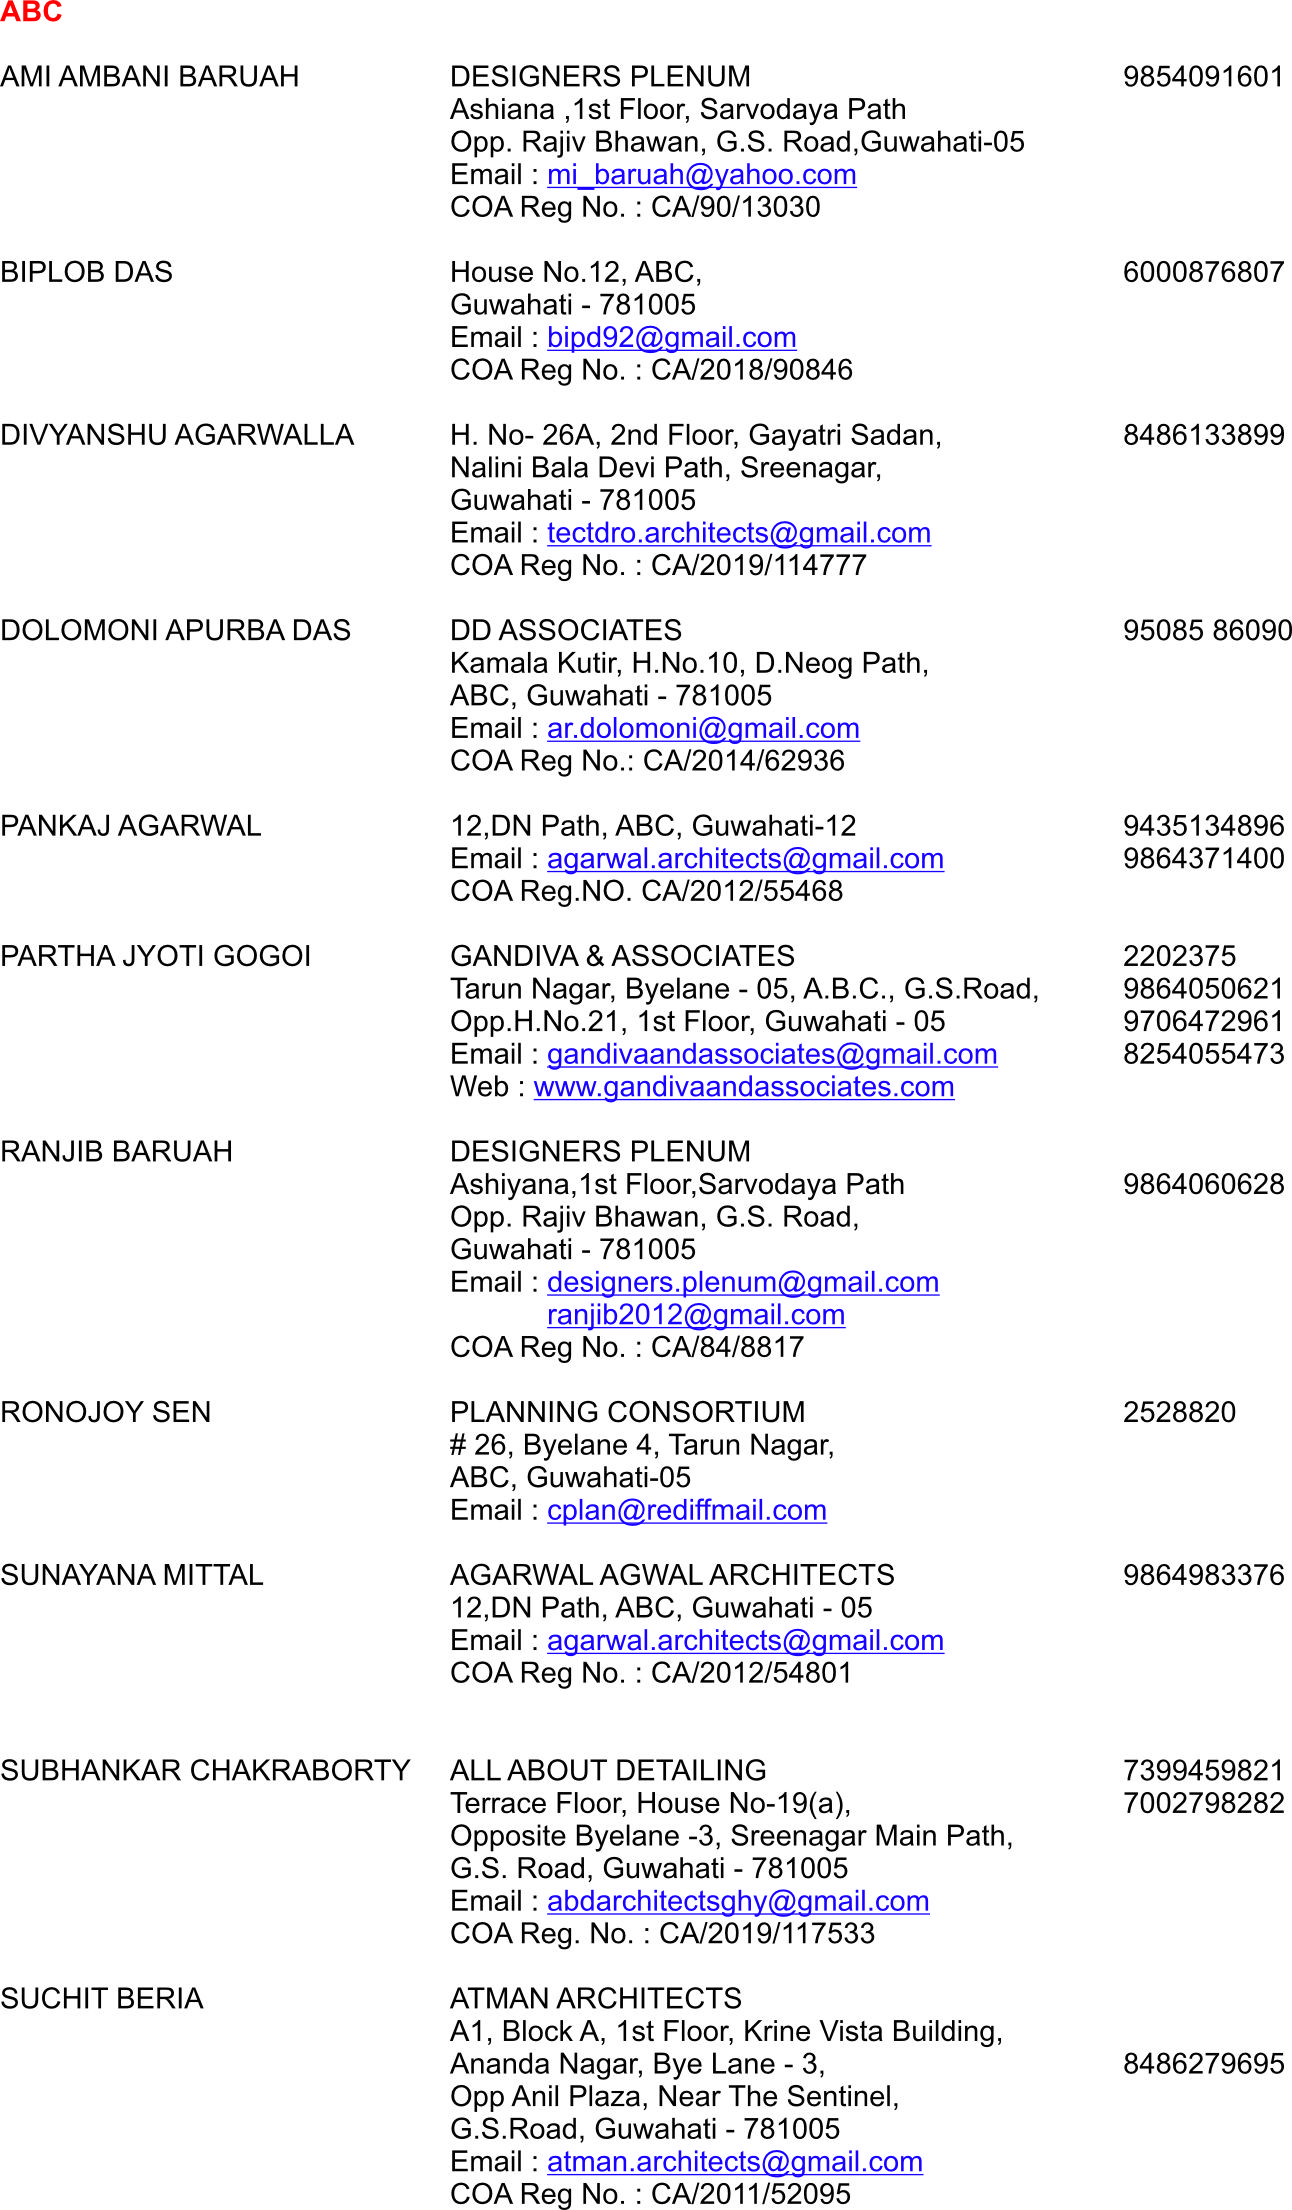 ABC
AMI AMBANI BARUAH DESIGNERS PLENUM 9854091601
Ashiana ,1st Floor, Sarvodaya Path
Opp. Rajiv Bhawan, G.S. Road,Guwahati-05
Email : mi_baruah@yahoo.com
COA Reg No. : CA/90/13030
BIPLOB DAS House No.12, ABC, 6000876807
Guwahati - 781005
Email : bipd92@gmail.com
COA Reg No. : CA/2018/90846
DIVYANSHU AGARWALLA H. No- 26A, 2nd Floor, Gayatri Sadan, 8486133899
Nalini Bala Devi Path, Sreenagar,
Guwahati - 781005
Email : tectdro.architects@gmail.com
COA Reg No. : CA/2019/114777
DOLOMONI APURBA DAS DD ASSOCIATES 95085 86090
Kamala Kutir, H.No.10, D.Neog Path,
ABC, Guwahati - 781005
Email : ar.dolomoni@gmail.com
COA Reg No.: CA/2014/62936
PANKAJ AGARWAL 12,DN Path, ABC, Guwahati-12 9435134896
Email : agarwal.architects@gmail.com 9864371400
COA Reg.NO. CA/2012/55468
PARTHA JYOTI GOGOI GANDIVA & ASSOCIATES 2202375
Tarun Nagar, Byelane - 05, A.B.C., G.S.Road, 9864050621
Opp.H.No.21, 1st Floor, Guwahati - 05 9706472961
Email : gandivaandassociates@gmail.com 8254055473
Web : www.gandivaandassociates.com
RANJIB BARUAH DESIGNERS PLENUM
Ashiyana,1st Floor,Sarvodaya Path 9864060628
Opp. Rajiv Bhawan, G.S. Road,
Guwahati - 781005
Email : designers.plenum@gmail.com
ranjib2012@gmail.com
COA Reg No. : CA/84/8817
RONOJOY SEN PLANNING CONSORTIUM 2528820
# 26, Byelane 4, Tarun Nagar,
ABC, Guwahati-05
Email : cplan@rediffmail.com
SUNAYANA MITTAL AGARWAL AGWAL ARCHITECTS 9864983376
12,DN Path, ABC, Guwahati - 05
Email : agarwal.architects@gmail.com
COA Reg No. : CA/2012/54801
SUBHANKAR CHAKRABORTY ALL ABOUT DETAILING 7399459821
Terrace Floor, House No-19(a), 7002798282
Opposite Byelane -3, Sreenagar Main Path,
G.S. Road, Guwahati - 781005
Email : abdarchitectsghy@gmail.com
COA Reg. No. : CA/2019/117533
SUCHIT BERIA ATMAN ARCHITECTS
A1, Block A, 1st Floor, Krine Vista Building,
Ananda Nagar, Bye Lane - 3, 8486279695
Opp Anil Plaza, Near The Sentinel,
G.S.Road, Guwahati - 781005
Email : atman.architects@gmail.com
COA Reg No. : CA/2011/52095